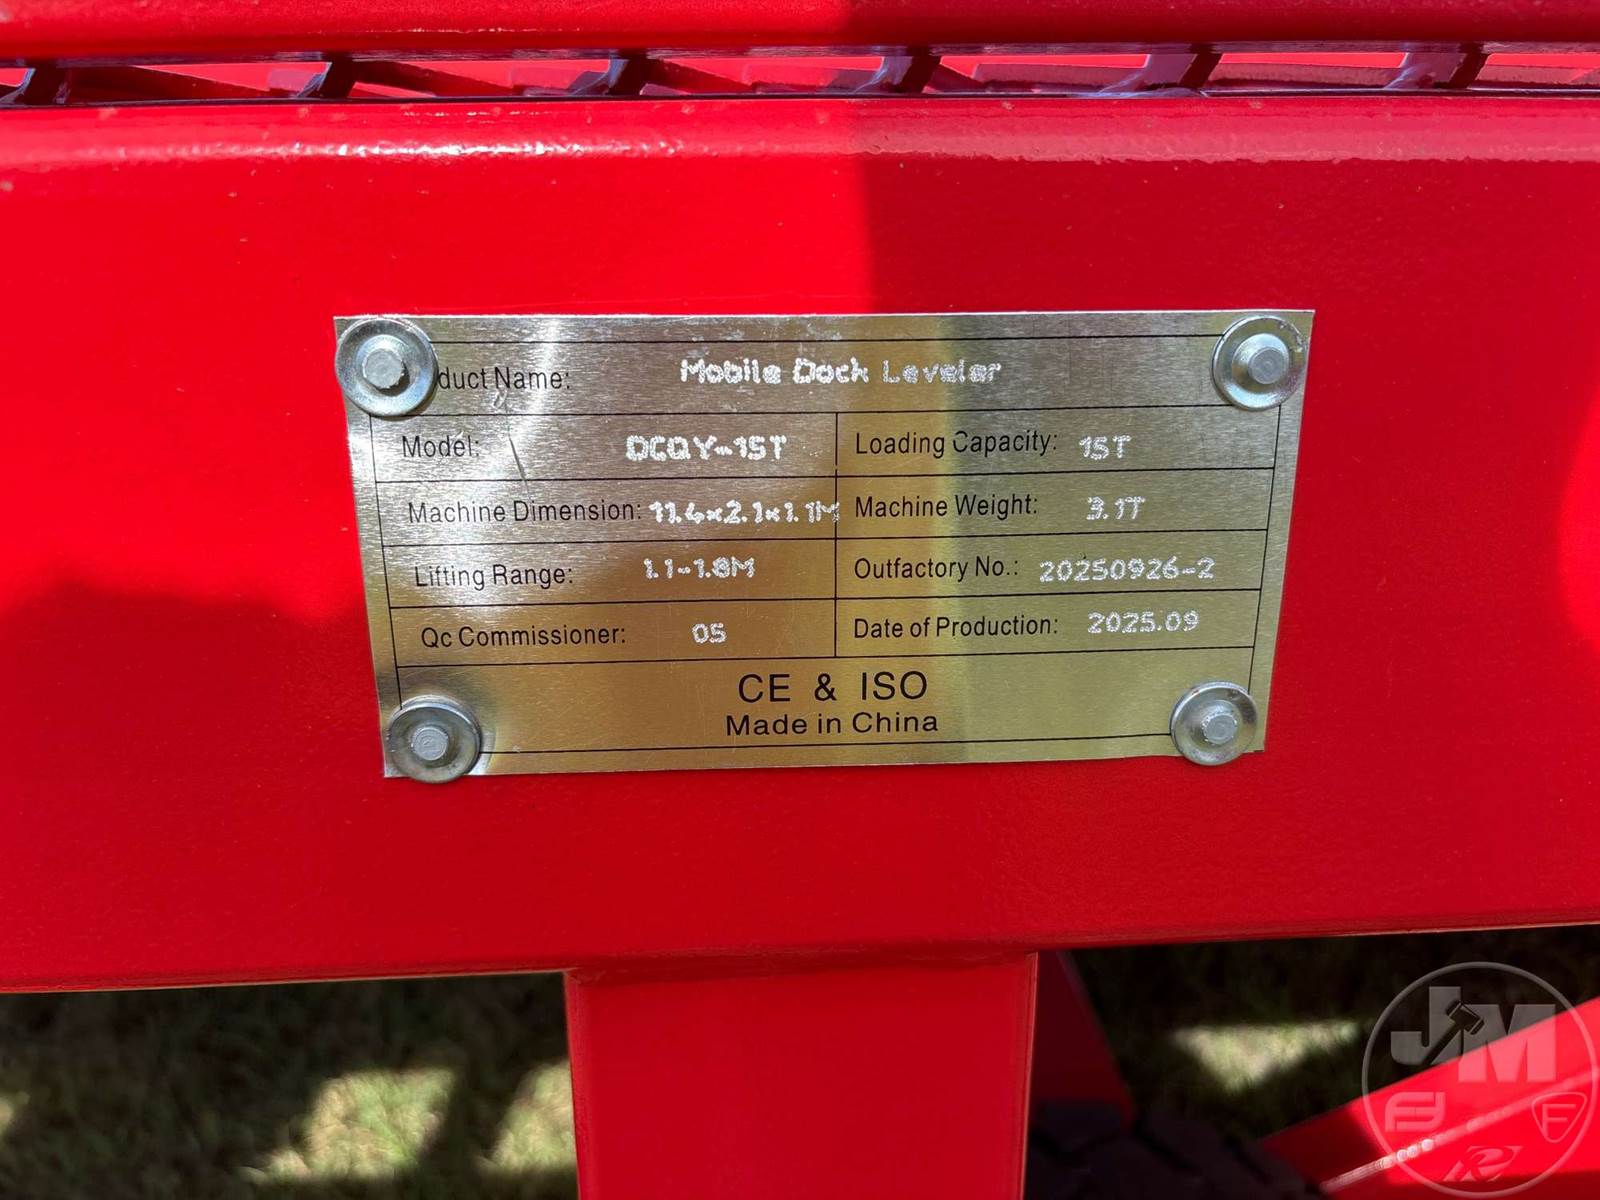 duct Name: Mobile Dock Leveler
Model: DCQY-15T Loading Capacity: 15T
Machine Dimension: 11.4×2.1×1.1M Machine Weight: 3.1T
Lifting Range: 1.1-1.8M Outfactory No.: 20250926-2
Qc Commissioner: 05 Date of Production: 2025.09
CE & ISO
Made in China
JM